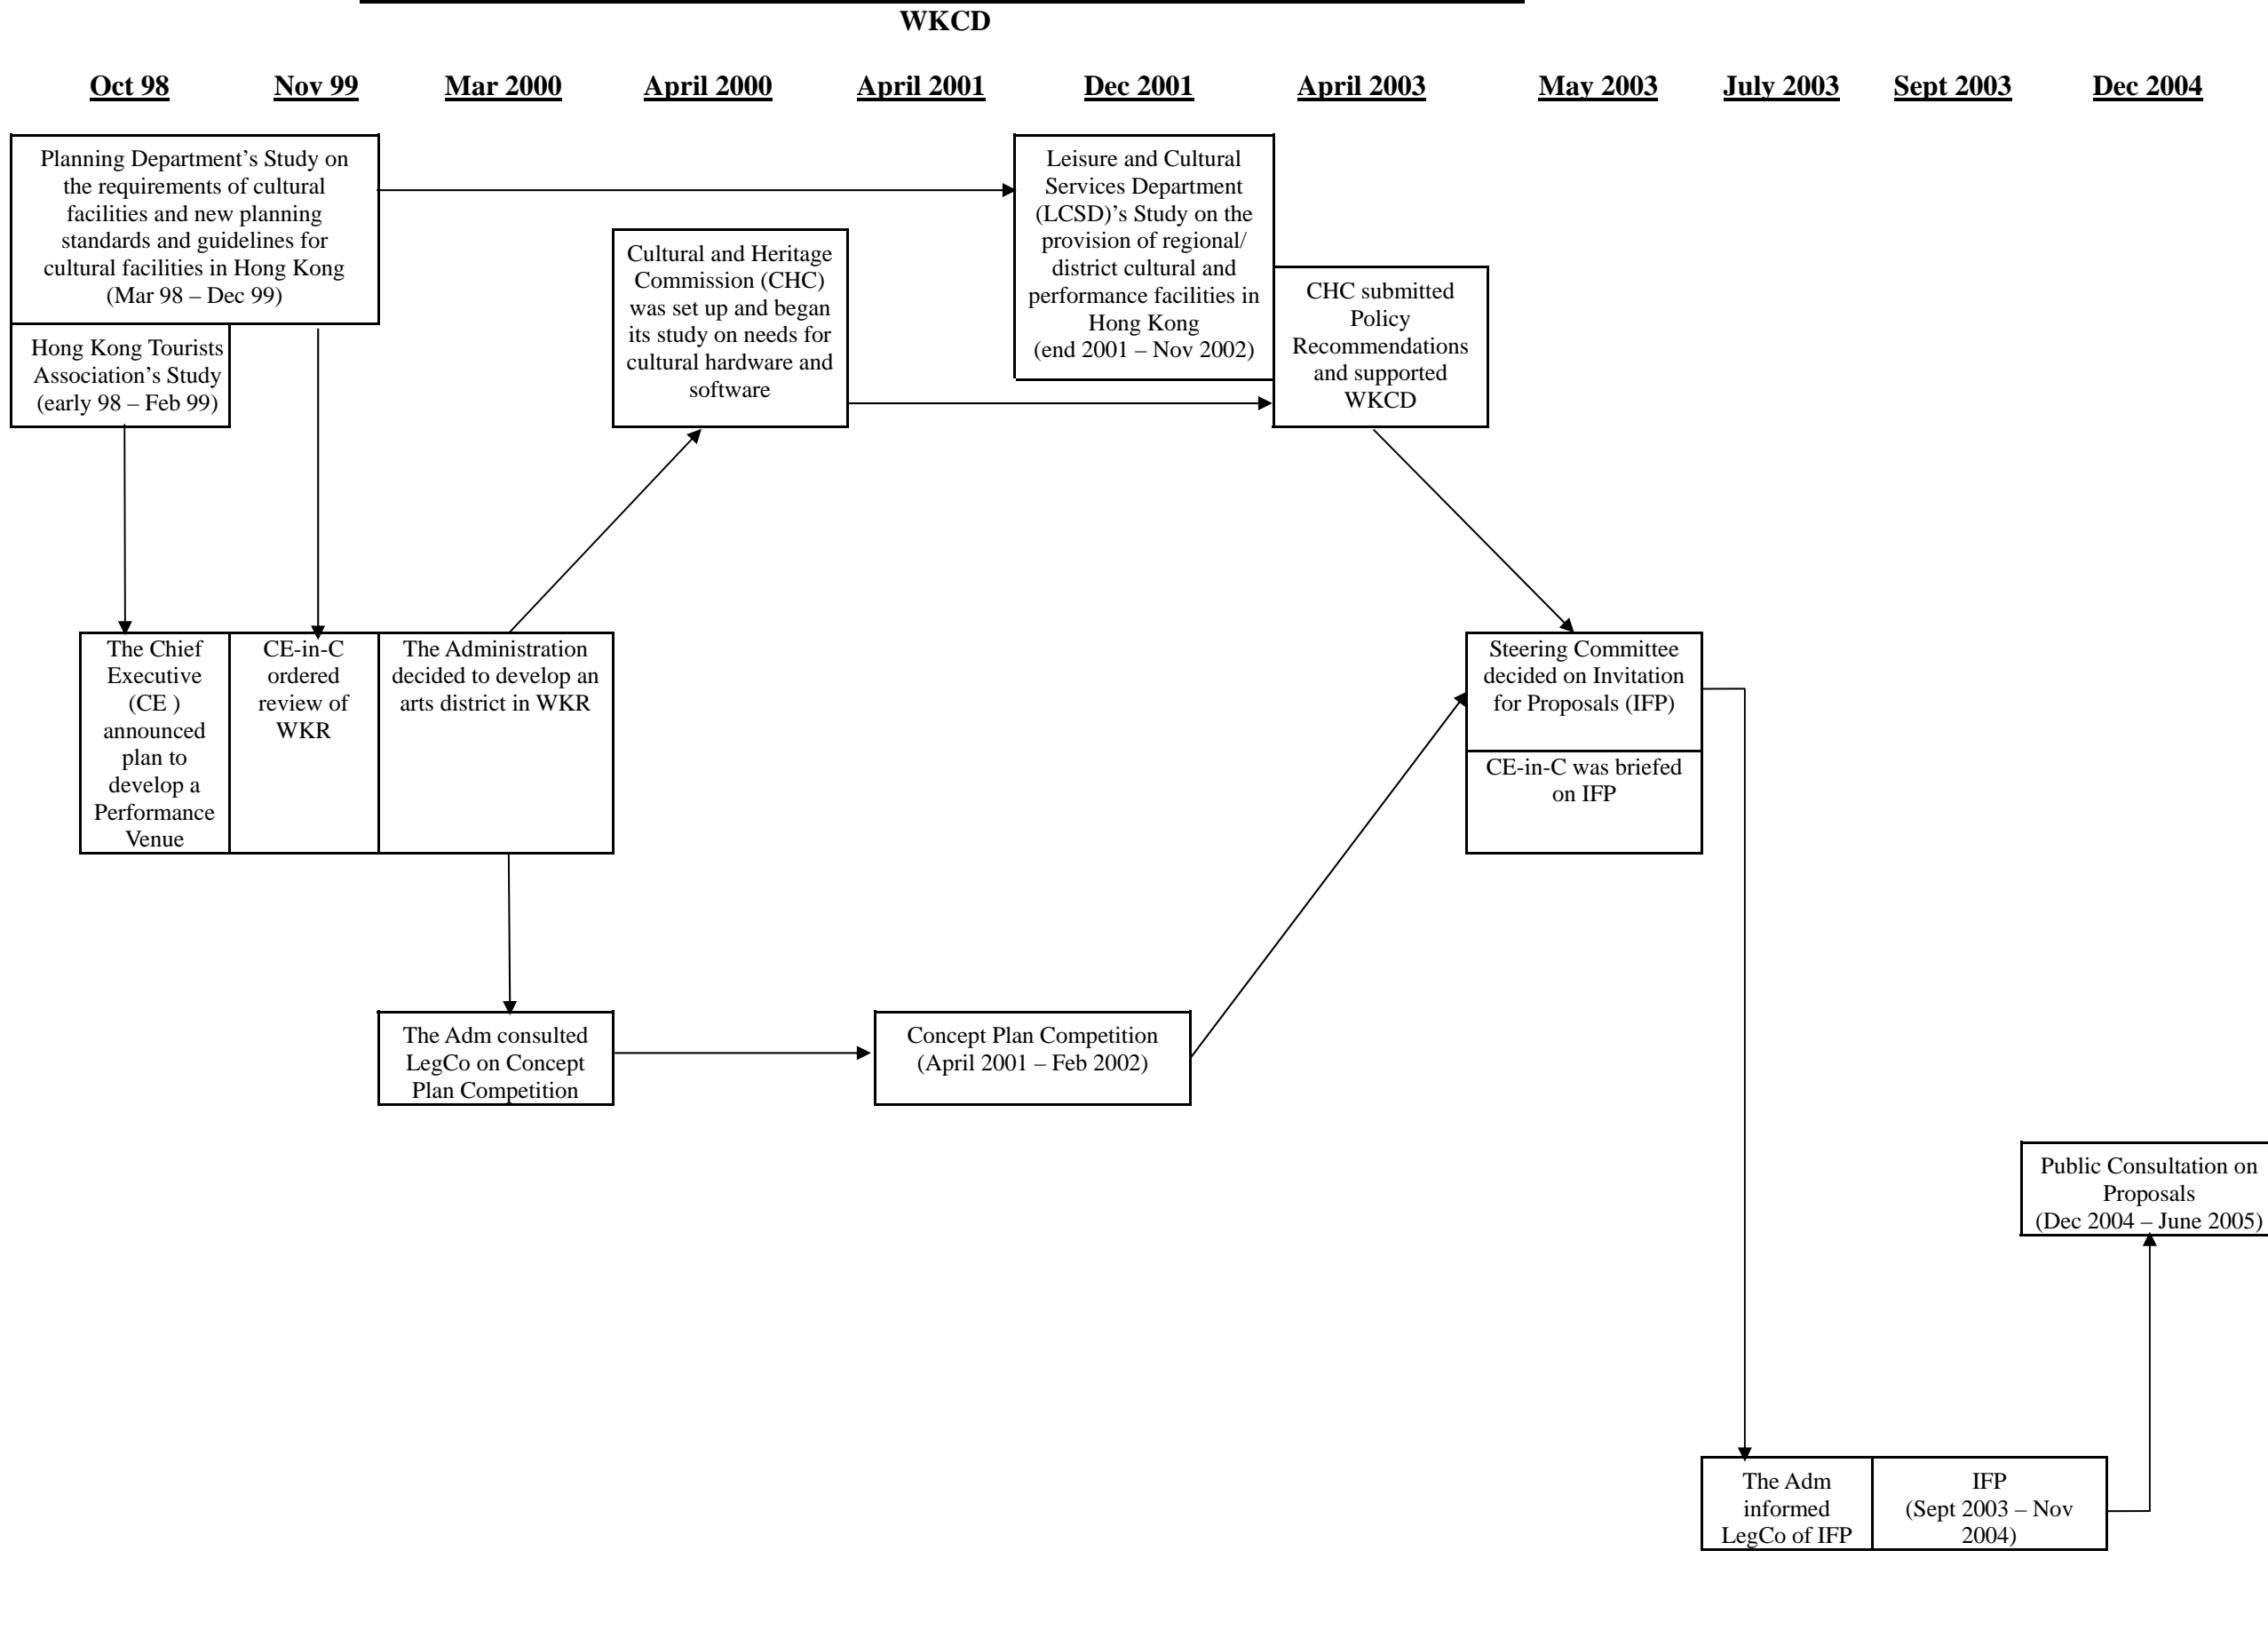 WKCD
Oct 98
Nov 99
Mar 2000
April 2000
April 2001
Dec 2001
April 2003
May 2003
July 2003
Sept 2003
Dec 2004
Planning Department’s Study on
the requirements of cultural
facilities and new planning
standards and guidelines for
cultural facilities in Hong Kong
(Mar 98 – Dec 99)
Hong Kong Tourists
Association’s Study
(early 98 – Feb 99)
Cultural and Heritage
Commission (CHC)
was set up and began
its study on needs for
cultural hardware and
software
Leisure and Cultural
Services Department
(LCSD)’s Study on the
provision of regional/
district cultural and
performance facilities in
Hong Kong
(end 2001 – Nov 2002)
CHC submitted
Policy
Recommendations
and supported
WKCD
The Chief
Executive
(CE )
announced
plan to
develop a
Performance
Venue
CE-in-C
ordered
review of
WKR
The Administration
decided to develop an
arts district in WKR
Steering Committee
decided on Invitation
for Proposals (IFP)
CE-in-C was briefed
on IFP
The Adm consulted
LegCo on Concept
Plan Competition
Concept Plan Competition
(April 2001 – Feb 2002)
Public Consultation on
Proposals
(Dec 2004 – June 2005)
The Adm
informed
LegCo of IFP
IFP
(Sept 2003 – Nov
2004)